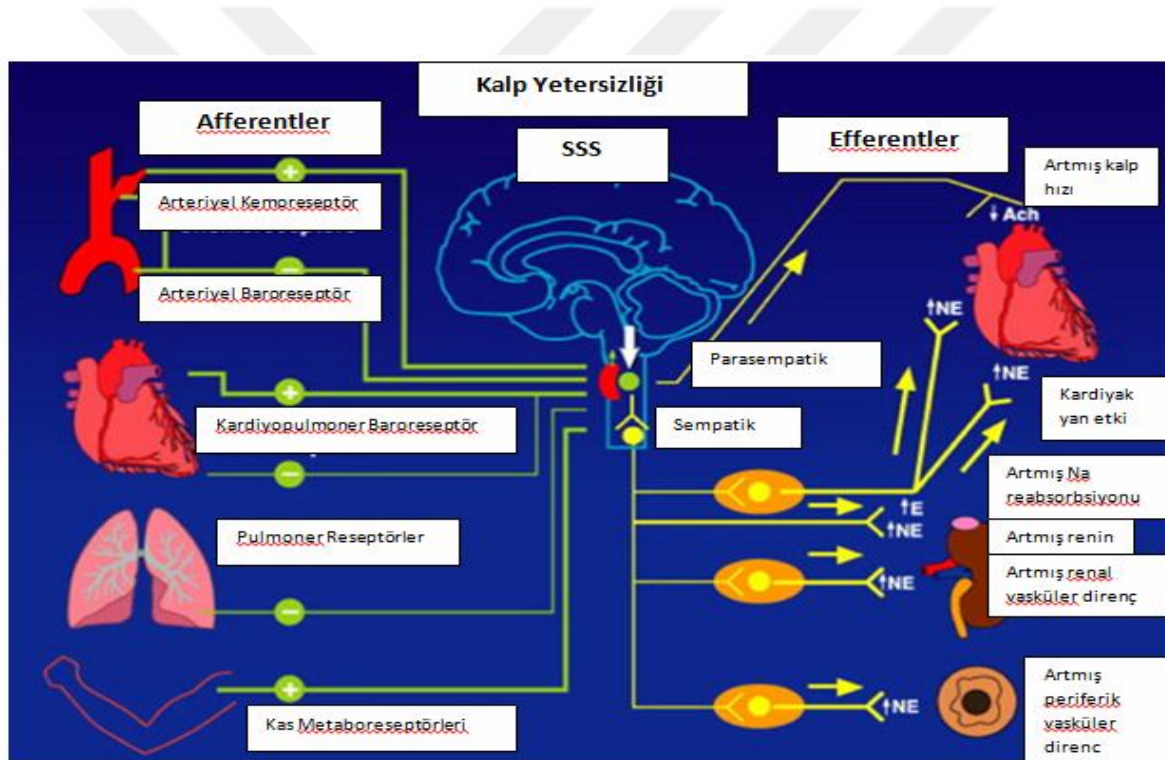 Kalp Yetersizliği
Afferentler
SSS
Efferentler
Artmış kalp
hızı
↓ Ach
Arteriyel Kemoreseptör
Arteriyel Baroreseptör
↑NE
Parasempatik
↑NE
Kardiyak
yan etki
Kardiyopulmoner Baroreseptör
Sempatik
Artmış Na
reabsorbsiyonu
↑E
↑NE
Pulmoner Reseptörler
Artmış renin
Artmış renal
vasküler direnç
↑NE
Artmış
periferik
vasküler
direnc
↑NE
Kas Metaboreseptörleri